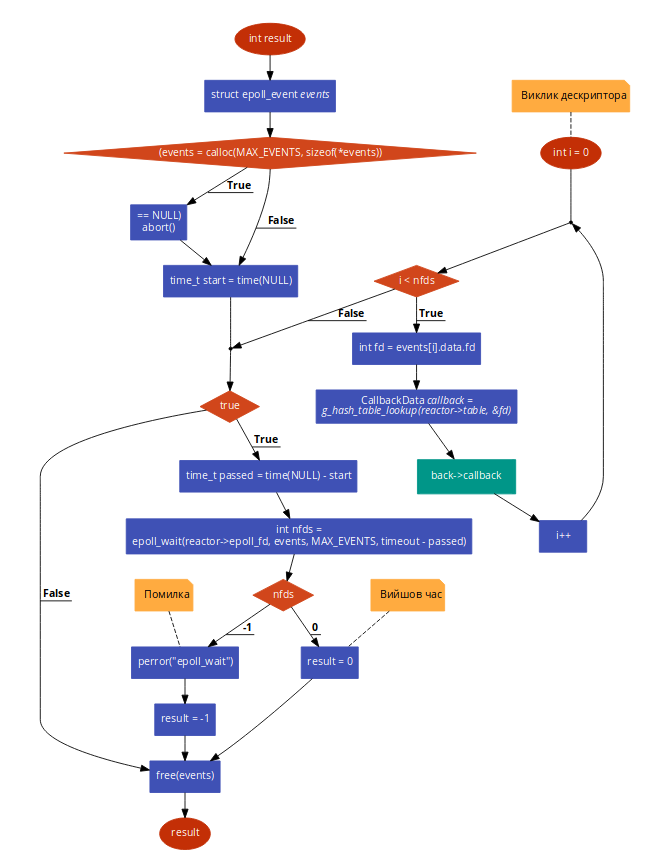 int result
struct epoll_event events
Виклик дескриптора
(events = calloc(MAX_EVENTS, sizeof(*events))
int i = 0
True
== NULL)
abort()
False
time_t start = time(NULL)
i < nfds
False
True
int fd = events[i].data.fd
true
CallbackData callback =
g_hash_table_lookup(reactor->table, &fd)
True
time_t passed = time(NULL) - start
back->callback
int nfds =
epoll_wait(reactor->epoll_fd, events, MAX_EVENTS, timeout - passed)
i++
False
Помилка
nfds
Вийшов час
-1
0
perror("epoll_wait")
result = 0
result = -1
free(events)
result